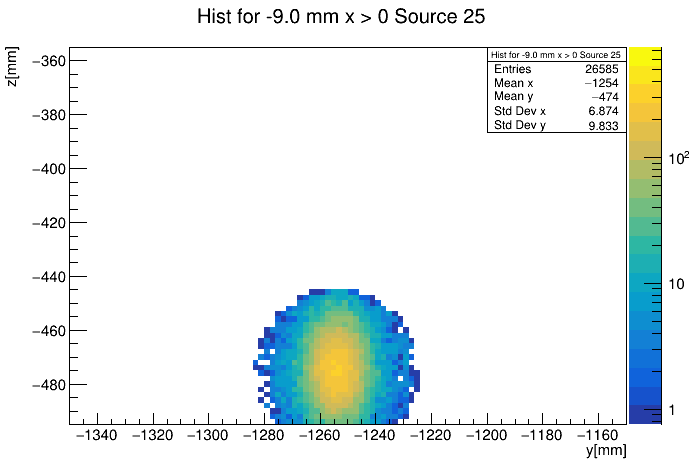 Hist for -9.0 mm x > 0 Source 25
z[mm]
Hist for -9.0 mm x > 0 Source 25
Entries 26585
Mean x −1254
Mean y −474
Std Dev x 6.874
Std Dev y 9.833
−360
−380
−400
−420
−440
−460
−480
10²
10
1
−1340 −1320 −1300 −1280 −1260 −1240 −1220 −1200 −1180 −1160
y[mm]